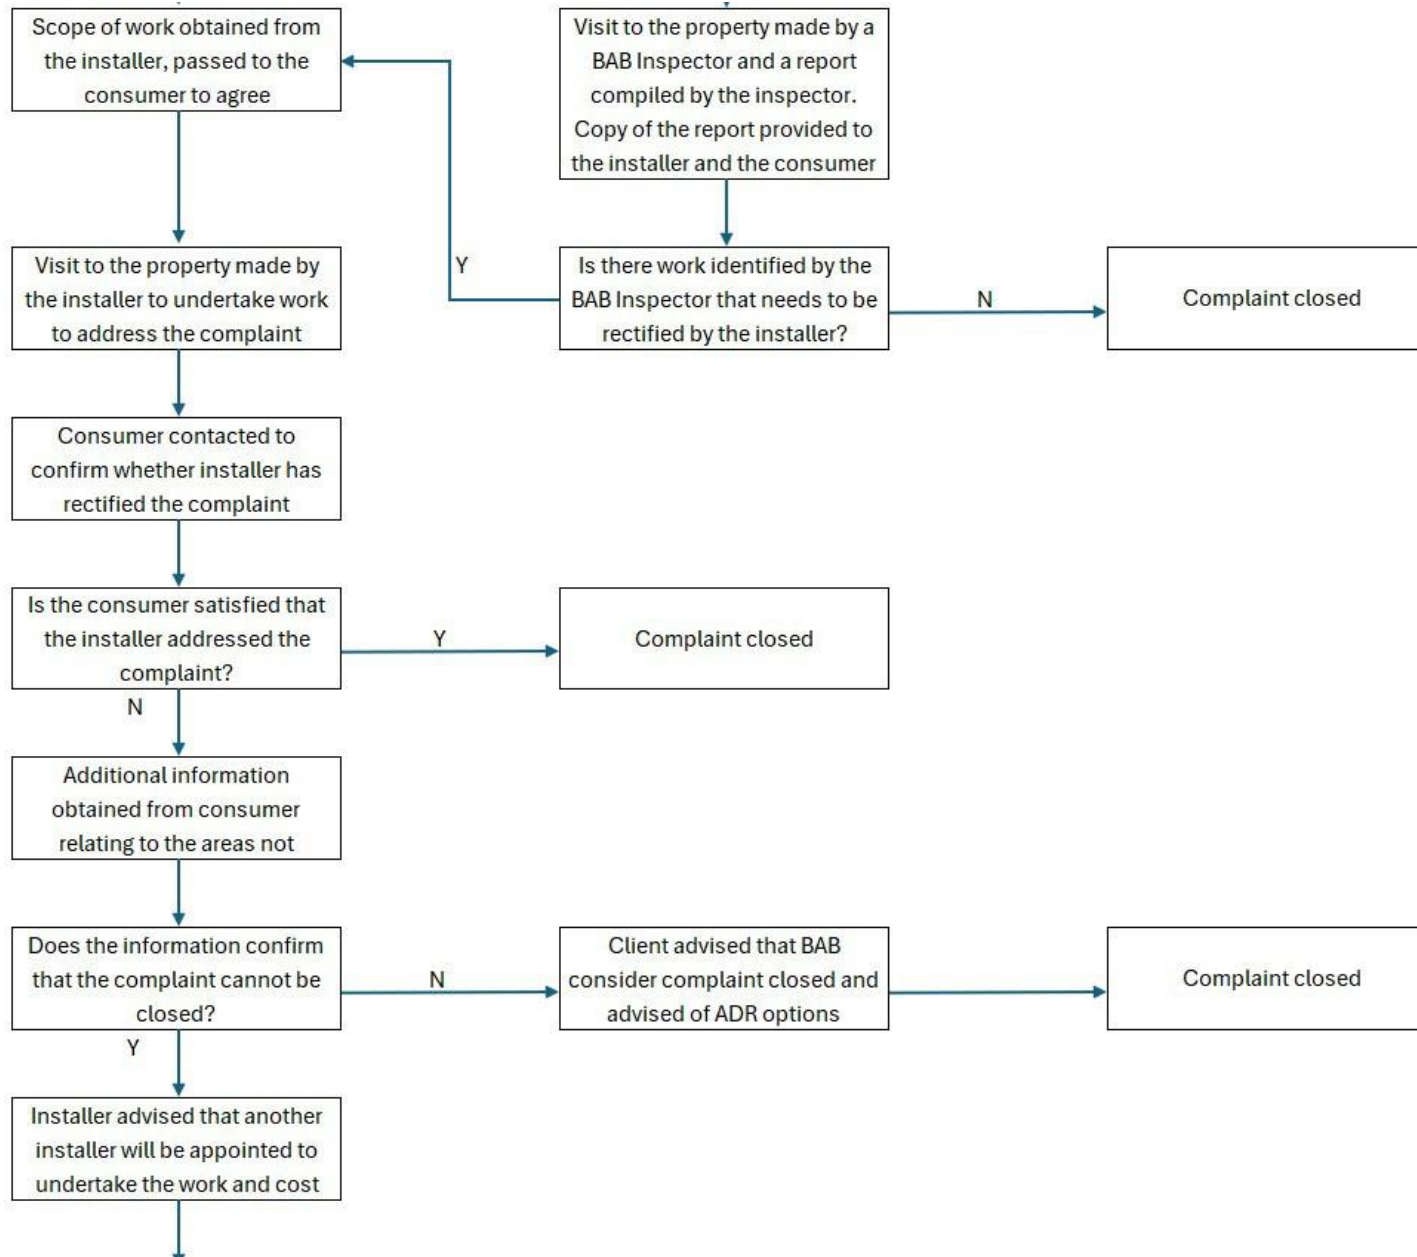 Scope of work obtained from
the installer, passed to the
consumer to agree
Visit to the property made by a
BAB Inspector and a report
compiled by the inspector.
Copy of the report provided to
the installer and the consumer
Visit to the property made by
the installer to undertake work
to address the complaint
Y
Is there work identified by the
BAB Inspector that needs to be
rectified by the installer?
N
Complaint closed
Consumer contacted to
confirm whether installer has
rectified the complaint
Is the consumer satisfied that
the installer addressed the
complaint?
Y
Complaint closed
N
Additional information
obtained from consumer
relating to the areas not
Does the information confirm
that the complaint cannot be
closed?
N
Client advised that BAB
consider complaint closed and
advised of ADR options
Complaint closed
Y
Installer advised that another
installer will be appointed to
undertake the work and cost